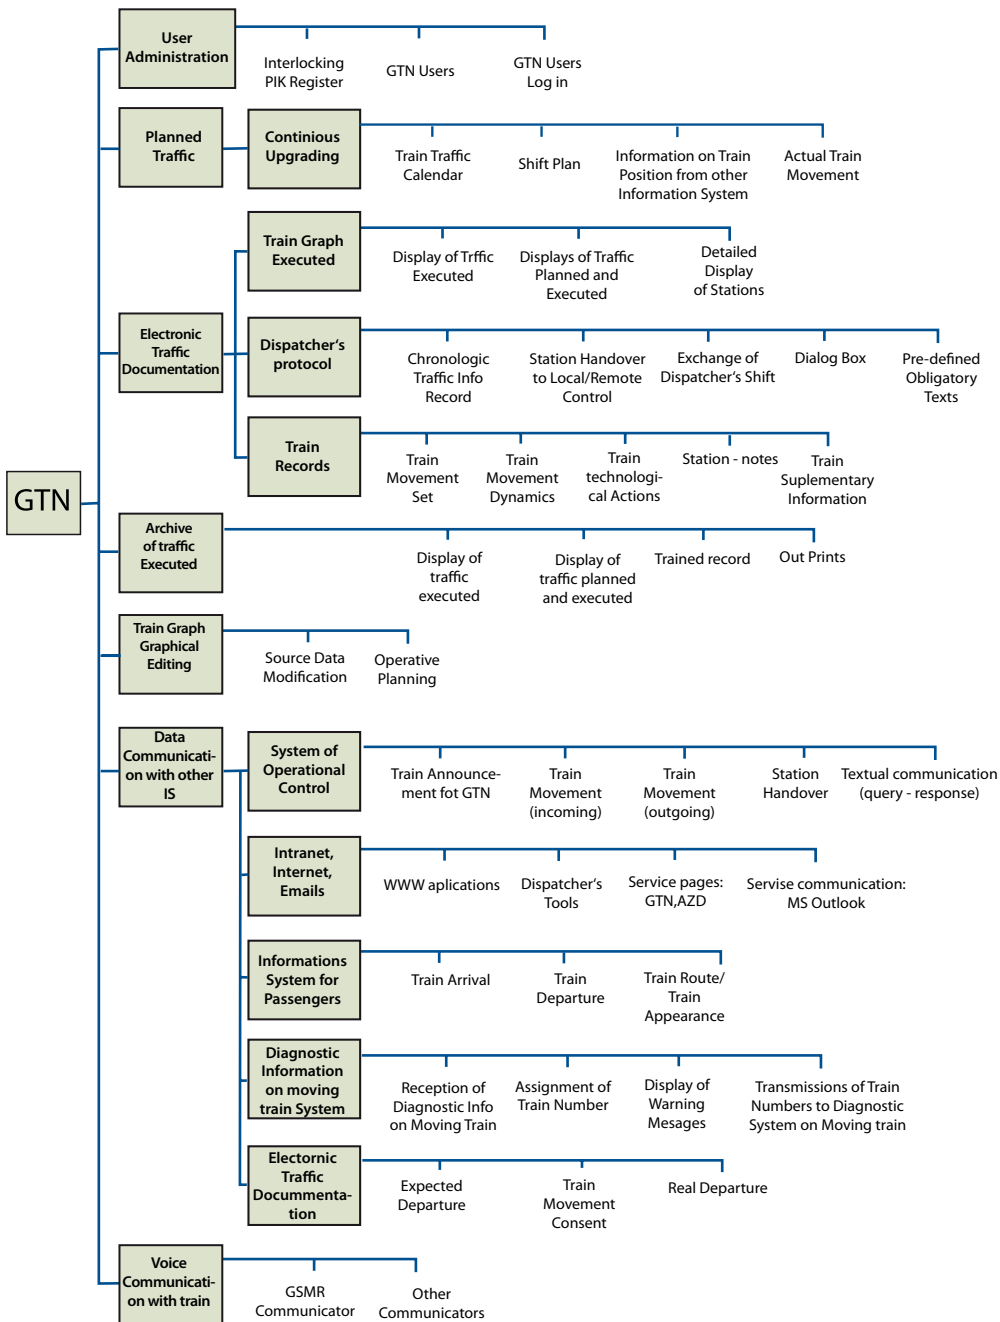 GTN
User
Administration
Interlocking
PIK Register
GTN Users
GTN Users
Log in
Planned
Traffic
Continious
Upgrading
Train Traffic
Calendar
Shift Plan
Information on Train
Position from other
Information System
Actual Train
Movement
Electronic
Traffic
Documentation
Train Graph
Executed
Display of Trffic
Executed
Displays of Traffic
Planned and
Executed
Detailed
Display
of Stations
Dispatcher's
protocol
Chronologic
Traffic Info
Record
Station Handover
to Local/Remote
Control
Exchange of
Dispatcher's Shift
Dialog Box
Pre-defined
Obligatory
Texts
Train
Records
Train
Movement
Set
Train
Movement
Dynamics
Train
technologi-
cal Actions
Station - notes
Train
Suplementary
Information
Archive
of traffic
Executed
Display of
traffic
executed
Display of
traffic planned
and executed
Trained record
Out Prints
Train Graph
Graphical
Editing
Source Data
Modification
Operative
Planning
Data
Communicati-
on with other
IS
System of
Operational
Control
Train Announce-
ment fot GTN
Train
Movement
(incoming)
Train
Movement
(outgoing)
Station
Handover
Textual communication
(query - response)
Intranet,
Internet,
Emails
WWW aplications
Dispatcher's
Tools
Service pages:
GTN,AZD
Servise communication:
MS Outlook
Informations
System for
Passengers
Train Arrival
Train
Departure
Train Route/
Train
Appearance
Diagnostic
Information
on moving
train System
Reception of
Diagnostic Info
on Moving Train
Assignment of
Train Number
Display of
Warning
Mesages
Transmissions of Train
Numbers to Diagnostic
System on Moving train
Electornic
Traffic
Docummenta-
tion
Expected
Departure
Train
Movement
Consent
Real Departure
Voice
Communicati-
on with train
GSMR
Communicator
Other
Communicators